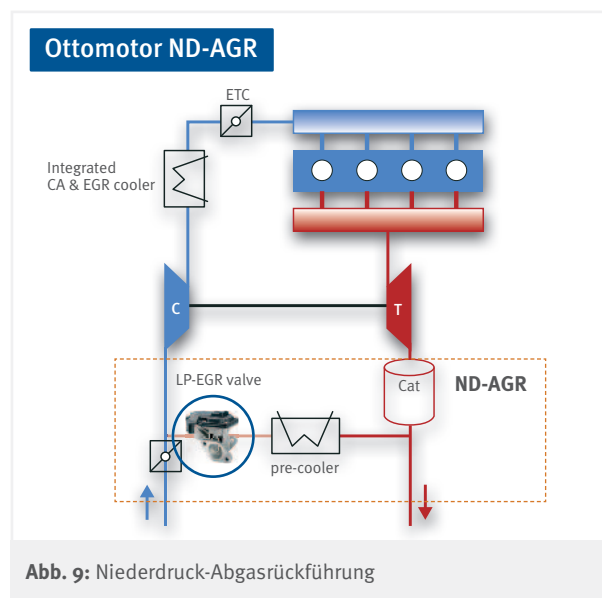 Ottomotor ND-AGR
ETC
Integrated
CA & EGR cooler
C
T
LP-EGR valve
Cat
ND-AGR
pre-cooler
Abb. 9: Niederdruck-Abgasrückführung